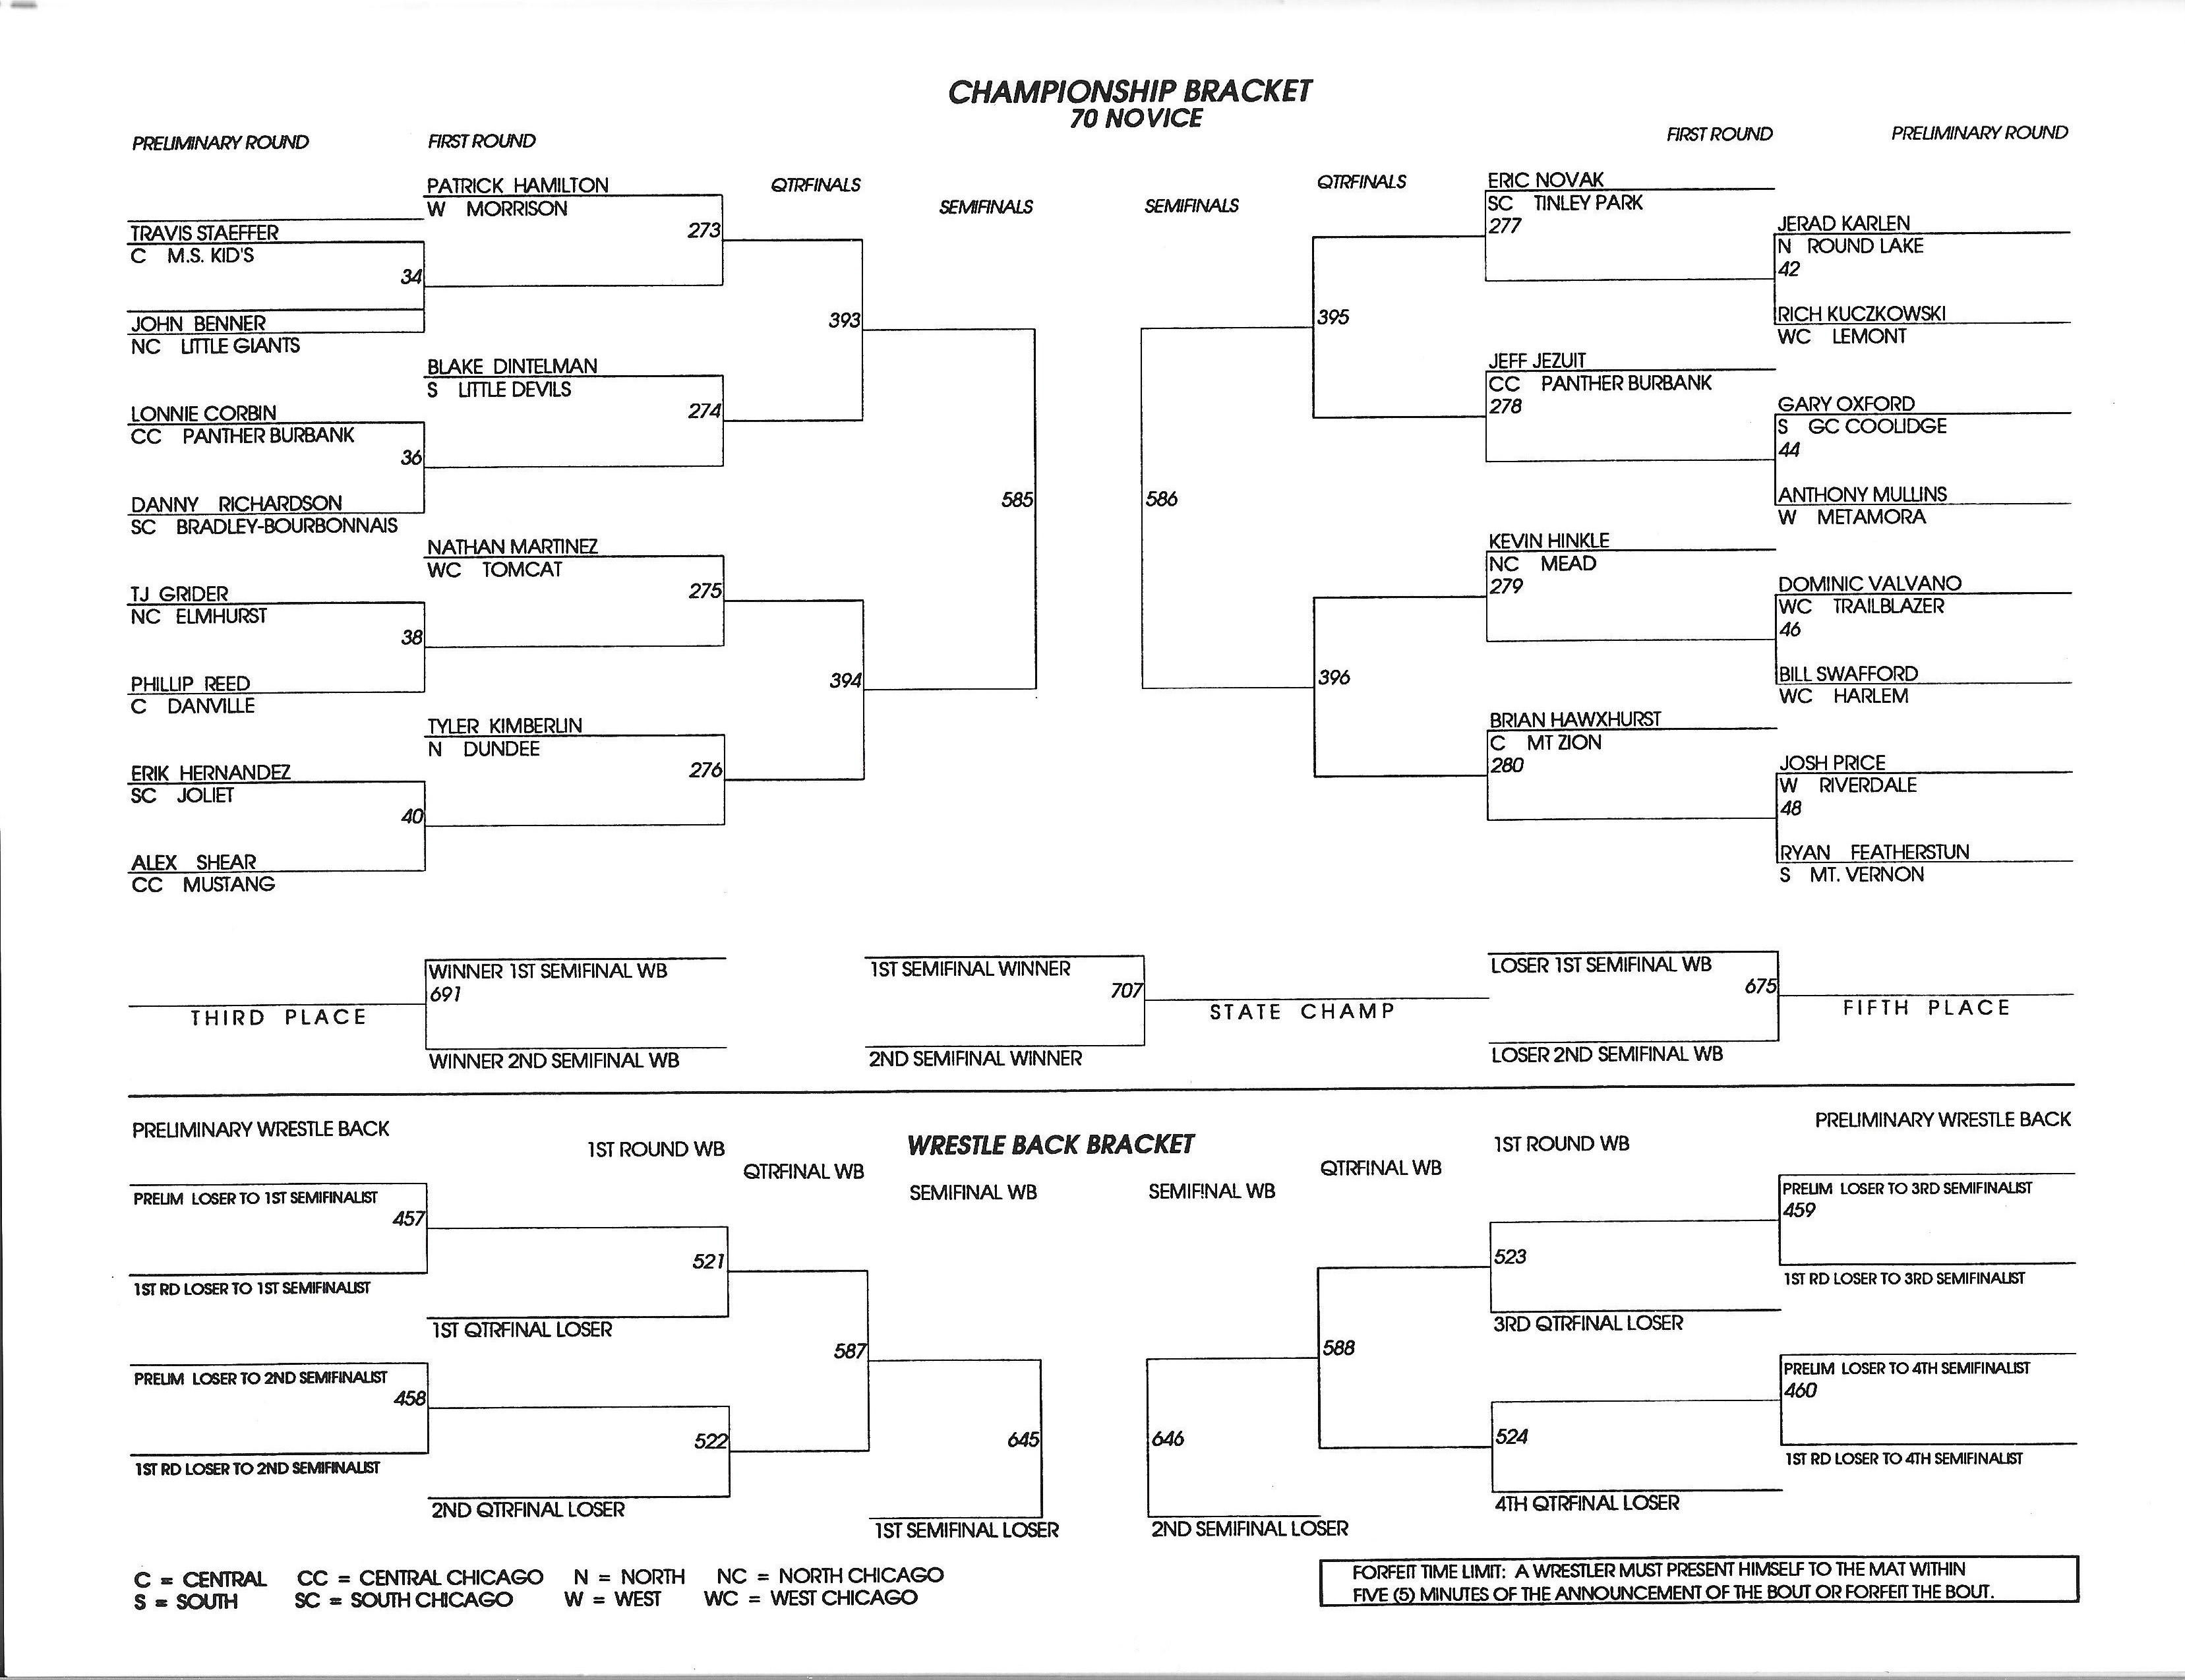 CHAMPIONSHIP BRACKET
70 NOVICE
PRELIMINARY ROUND
FIRST ROUND
QTRFINALS
SEMIFINALS
SEMIFINALS
QTRFINALS
FIRST ROUND
PRELIMINARY ROUND
PATRICK HAMILTON
W MORRISON
273
TRAVIS STAEFFER
C M.S. KID'S
34
JOHN BENNER
NC LITTLE GIANTS
393
BLAKE DINTELMAN
S LITTLE DEVILS
274
LONNIE CORBIN
CC PANTHER BURBANK
36
DANNY RICHARDSON
SC BRADLEY-BOURBONNAIS
585
NATHAN MARTINEZ
WC TOMCAT
275
TJ GRIDER
NC ELMHURST
38
PHILLIP REED
C DANVILLE
394
TYLER KIMBERLIN
N DUNDEE
276
ERIK HERNANDEZ
SC JOLIET
40
ALEX SHEAR
CC MUSTANG
ERIC NOVAK
SC TINLEY PARK
277
JERAD KARLEN
N ROUND LAKE
42
RICH KUCZKOWSKI
WC LEMONT
395
JEFF JEZUIT
CC PANTHER BURBANK
278
GARY OXFORD
S GC COOLIDGE
44
ANTHONY MULLINS
W METAMORA
586
KEVIN HINKLE
NC MEAD
279
DOMINIC VALVANO
WC TRAILBLAZER
46
BILL SWAFFORD
WC HARLEM
396
BRIAN HAWXHURST
C MT ZION
280
JOSH PRICE
W RIVERDALE
48
RYAN FEATHERSTUN
S MT. VERNON
WINNER 1ST SEMIFINAL WB
691
THIRD PLACE
WINNER 2ND SEMIFINAL WB
1ST SEMIFINAL WINNER
707
STATE CHAMP
2ND SEMIFINAL WINNER
LOSER 1ST SEMIFINAL WB
675
FIFTH PLACE
LOSER 2ND SEMIFINAL WB
PRELIMINARY WRESTLE BACK
1ST ROUND WB
QTRFINAL WB
WRESTLE BACK BRACKET
SEMIFINAL WB
SEMIFINAL WB
QTRFINAL WB
1ST ROUND WB
PRELIMINARY WRESTLE BACK
PRELIM LOSER TO 1ST SEMIFINALIST
457
1ST RD LOSER TO 1ST SEMIFINALIST
521
1ST QTRFINAL LOSER
587
PRELIM LOSER TO 2ND SEMIFINALIST
458
1ST RD LOSER TO 2ND SEMIFINALIST
522
2ND QTRFINAL LOSER
645
1ST SEMIFINAL LOSER
PRELIM LOSER TO 3RD SEMIFINALIST
459
1ST RD LOSER TO 3RD SEMIFINALIST
523
3RD QTRFINAL LOSER
588
PRELIM LOSER TO 4TH SEMIFINALIST
460
1ST RD LOSER TO 4TH SEMIFINALIST
524
4TH QTRFINAL LOSER
646
2ND SEMIFINAL LOSER
C = CENTRAL CC = CENTRAL CHICAGO N = NORTH NC = NORTH CHICAGO
S = SOUTH SC = SOUTH CHICAGO W = WEST WC = WEST CHICAGO
FORFEIT TIME LIMIT: A WRESTLER MUST PRESENT HIMSELF TO THE MAT WITHIN
FIVE (5) MINUTES OF THE ANNOUNCEMENT OF THE BOUT OR FORFEIT THE BOUT.